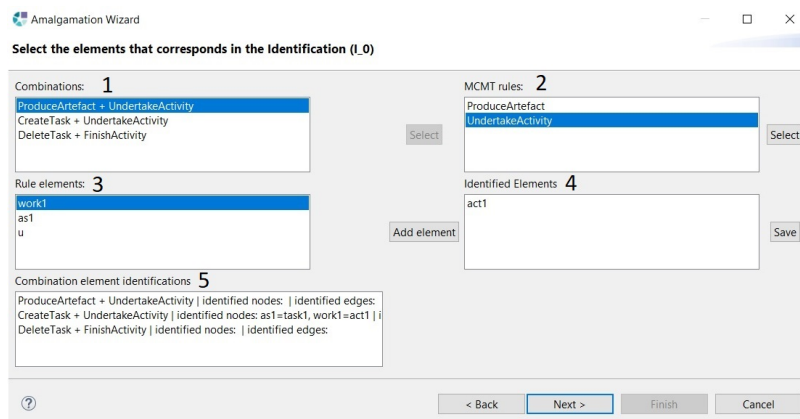 Amalgamation Wizard
Select the elements that corresponds in the Identification (I_0)
Combinations: 1
ProduceArtefact + UndertakeActivity
CreateTask + UndertakeActivity
DeleteTask + FinishActivity
Select
MCMT rules: 2
ProduceArtefact
UndertakeActivity
Select
Rule elements: 3
work1
as1
u
Add element
Identified Elements 4
act1
Save
Combination element identifications 5
ProduceArtefact + UndertakeActivity | identified nodes: | identified edges:
CreateTask + UndertakeActivity | identified nodes: as1=task1, work1=act1 | i
DeleteTask + FinishActivity | identified nodes: | identified edges:
?
< Back
Next >
Finish
Cancel